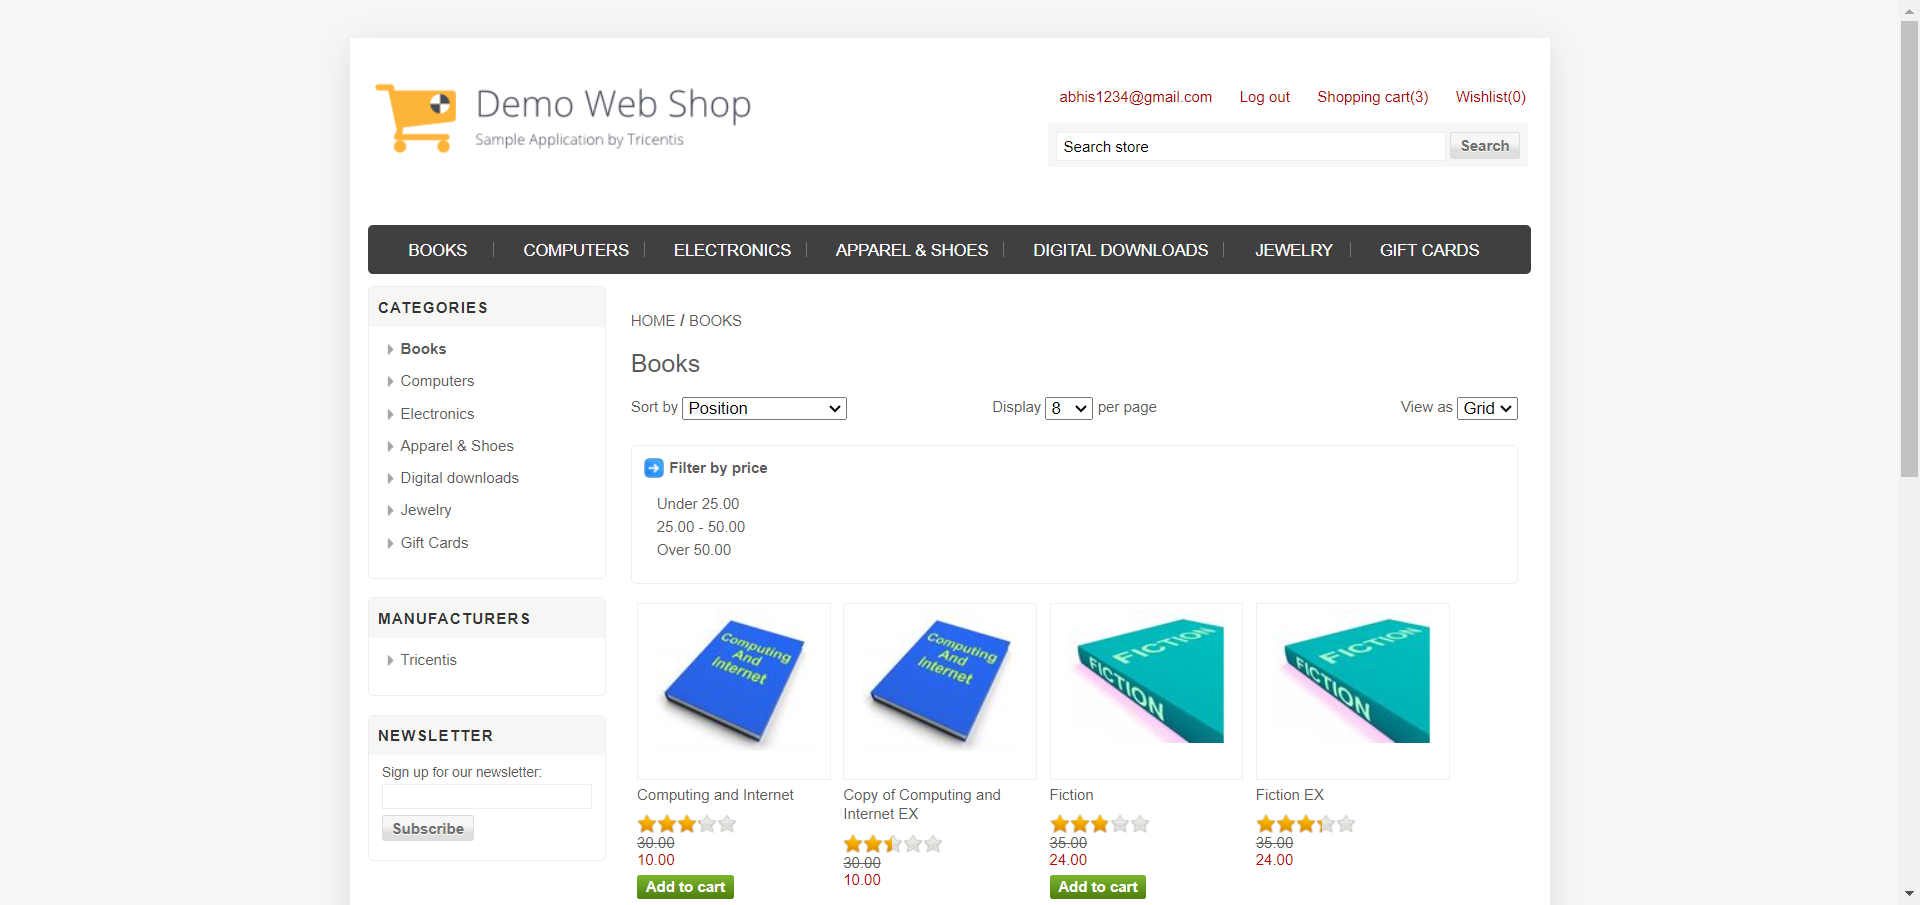 Demo Web Shop
Sample Application by Tricentis
abhis1234@gmail.com Log out Shopping cart(3) Wishlist(0)
Search store Search
BOOKS COMPUTERS ELECTRONICS APPAREL & SHOES DIGITAL DOWNLOADS JEWELRY GIFT CARDS
CATEGORIES
Books
Computers
Electronics
Apparel & Shoes
Digital downloads
Jewelry
Gift Cards
MANUFACTURERS
Tricentis
NEWSLETTER
Sign up for our newsletter:
Subscribe
HOME / BOOKS
Books
Sort by Position Display 8 per page View as Grid
Filter by price
Under 25.00
25.00 - 50.00
Over 50.00
Computing
And
Internet
Computing and Internet
30.00
10.00
Add to cart
Computing
And
Internet
Copy of Computing and
Internet EX
30.00
10.00
FICTION
FICTION
Fiction
35.00
24.00
Add to cart
FICTION
FICTION
Fiction EX
35.00
24.00